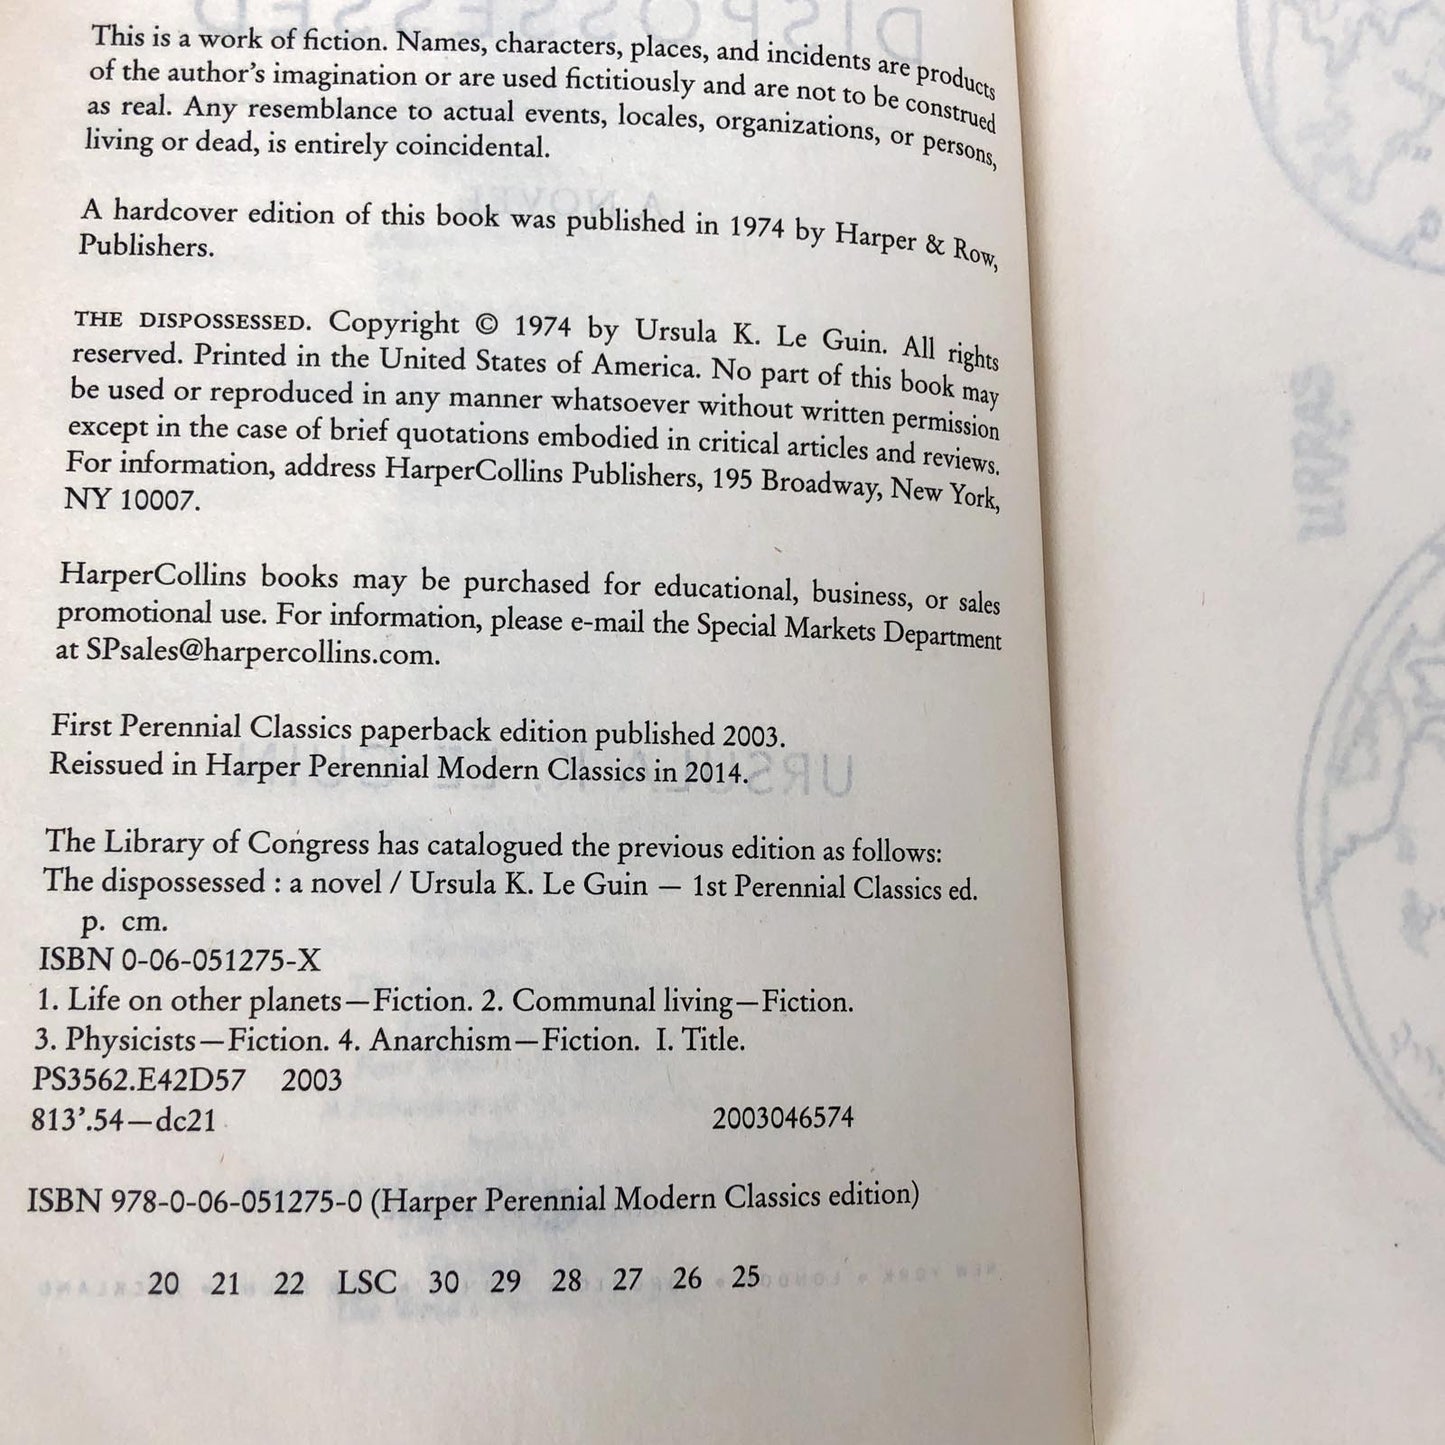 This is a work of fiction. Names, characters, places, and incidents are products
of the author's imagination or are used fictitiously and are not to be construed
as real. Any resemblance to actual events, locales, organizations, or persons,
living or dead, is entirely coincidental.
A hardcover edition of this book was published in 1974 by Harper & Row,
Publishers.
THE DISPOSSESSED. Copyright © 1974 by Ursula K. Le Guin. All rights
reserved. Printed in the United States of America. No part of this book may
be used or reproduced in any manner whatsoever without written permission
except in the case of brief quotations embodied in critical articles and reviews.
For information, address HarperCollins Publishers, 195 Broadway, New York,
NY 10007.
HarperCollins books may be purchased for educational, business, or sales
promotional use. For information, please e-mail the Special Markets Department
at SPsales@harpercollins.com.
First Perennial Classics paperback edition published 2003.
Reissued in Harper Perennial Modern Classics in 2014.
The Library of Congress has catalogued the previous edition as follows:
The dispossessed : a novel / Ursula K. Le Guin — 1st Perennial Classics ed.
p. cm.
ISBN 0-06-051275-X
1. Life on other planets—Fiction. 2. Communal living—Fiction.
3. Physicists—Fiction. 4. Anarchism—Fiction. I. Title.
PS3562.E42D57 2003
813'.54—dc21 2003046574
ISBN 978-0-06-051275-0 (Harper Perennial Modern Classics edition)
20 21 22 LSC 30 29 28 27 26 25
DISPOSSESSED
A NOVEL
URSULA K. LE GUIN
URRAS